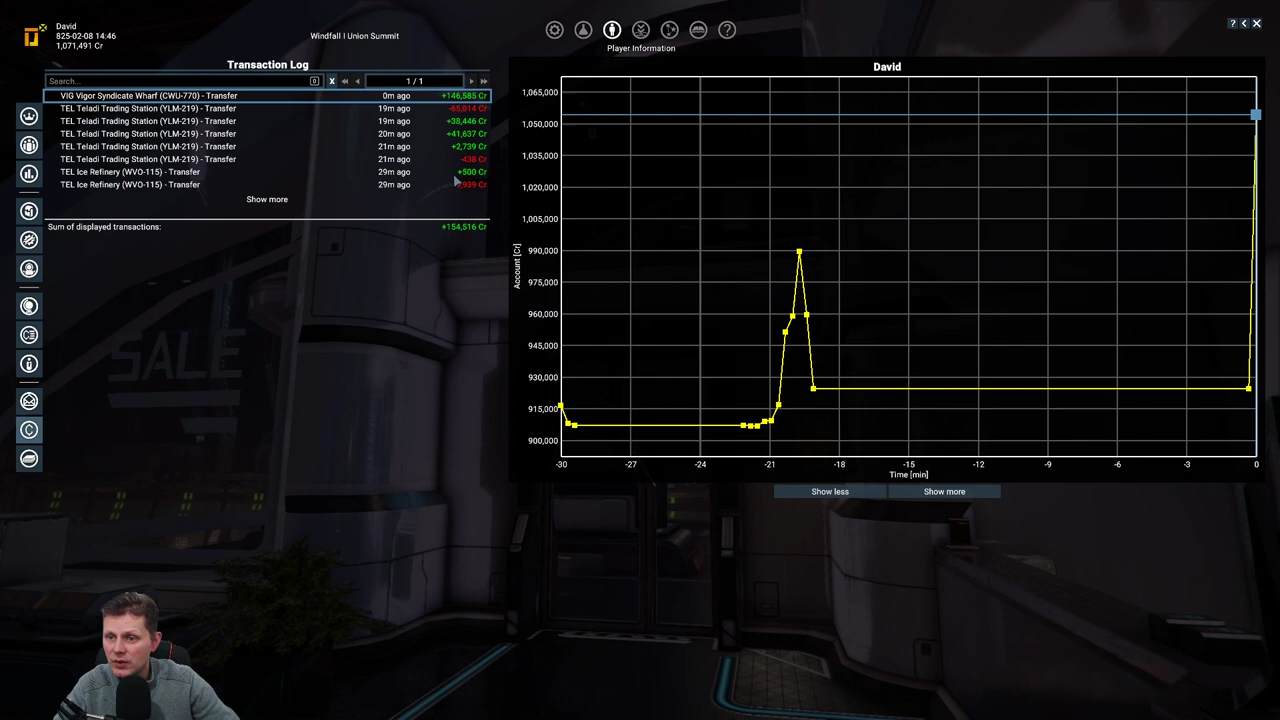 David
825-02-08 14:46
1,071,491 Cr
Windfall I Union Summit
Player Information
? < X
Transaction Log
Search...
0
X
1 / 1
VIG Vigor Syndicate Wharf (CWU-770) - Transfer 0m ago +146,585 Cr
TEL Teladi Trading Station (YLM-219) - Transfer 19m ago -65,014 Cr
TEL Teladi Trading Station (YLM-219) - Transfer 19m ago +38,446 Cr
TEL Teladi Trading Station (YLM-219) - Transfer 20m ago +41,637 Cr
TEL Teladi Trading Station (YLM-219) - Transfer 21m ago +2,739 Cr
TEL Teladi Trading Station (YLM-219) - Transfer 21m ago -438 Cr
TEL Ice Refinery (WVO-115) - Transfer 29m ago +500 Cr
TEL Ice Refinery (WVO-115) - Transfer 29m ago Cr
Show more
Sum of displayed transactions: +154,516 Cr
SALE
David
1,065,000
1,050,000
1,035,000
1,020,000
1,005,000
990,000
975,000
960,000
945,000
930,000
915,000
900,000
Account [Cr]
-30 -27 -24 -21 -18 -15 -12 -9 -6 -3 0
Time [min]
Show less
Show more